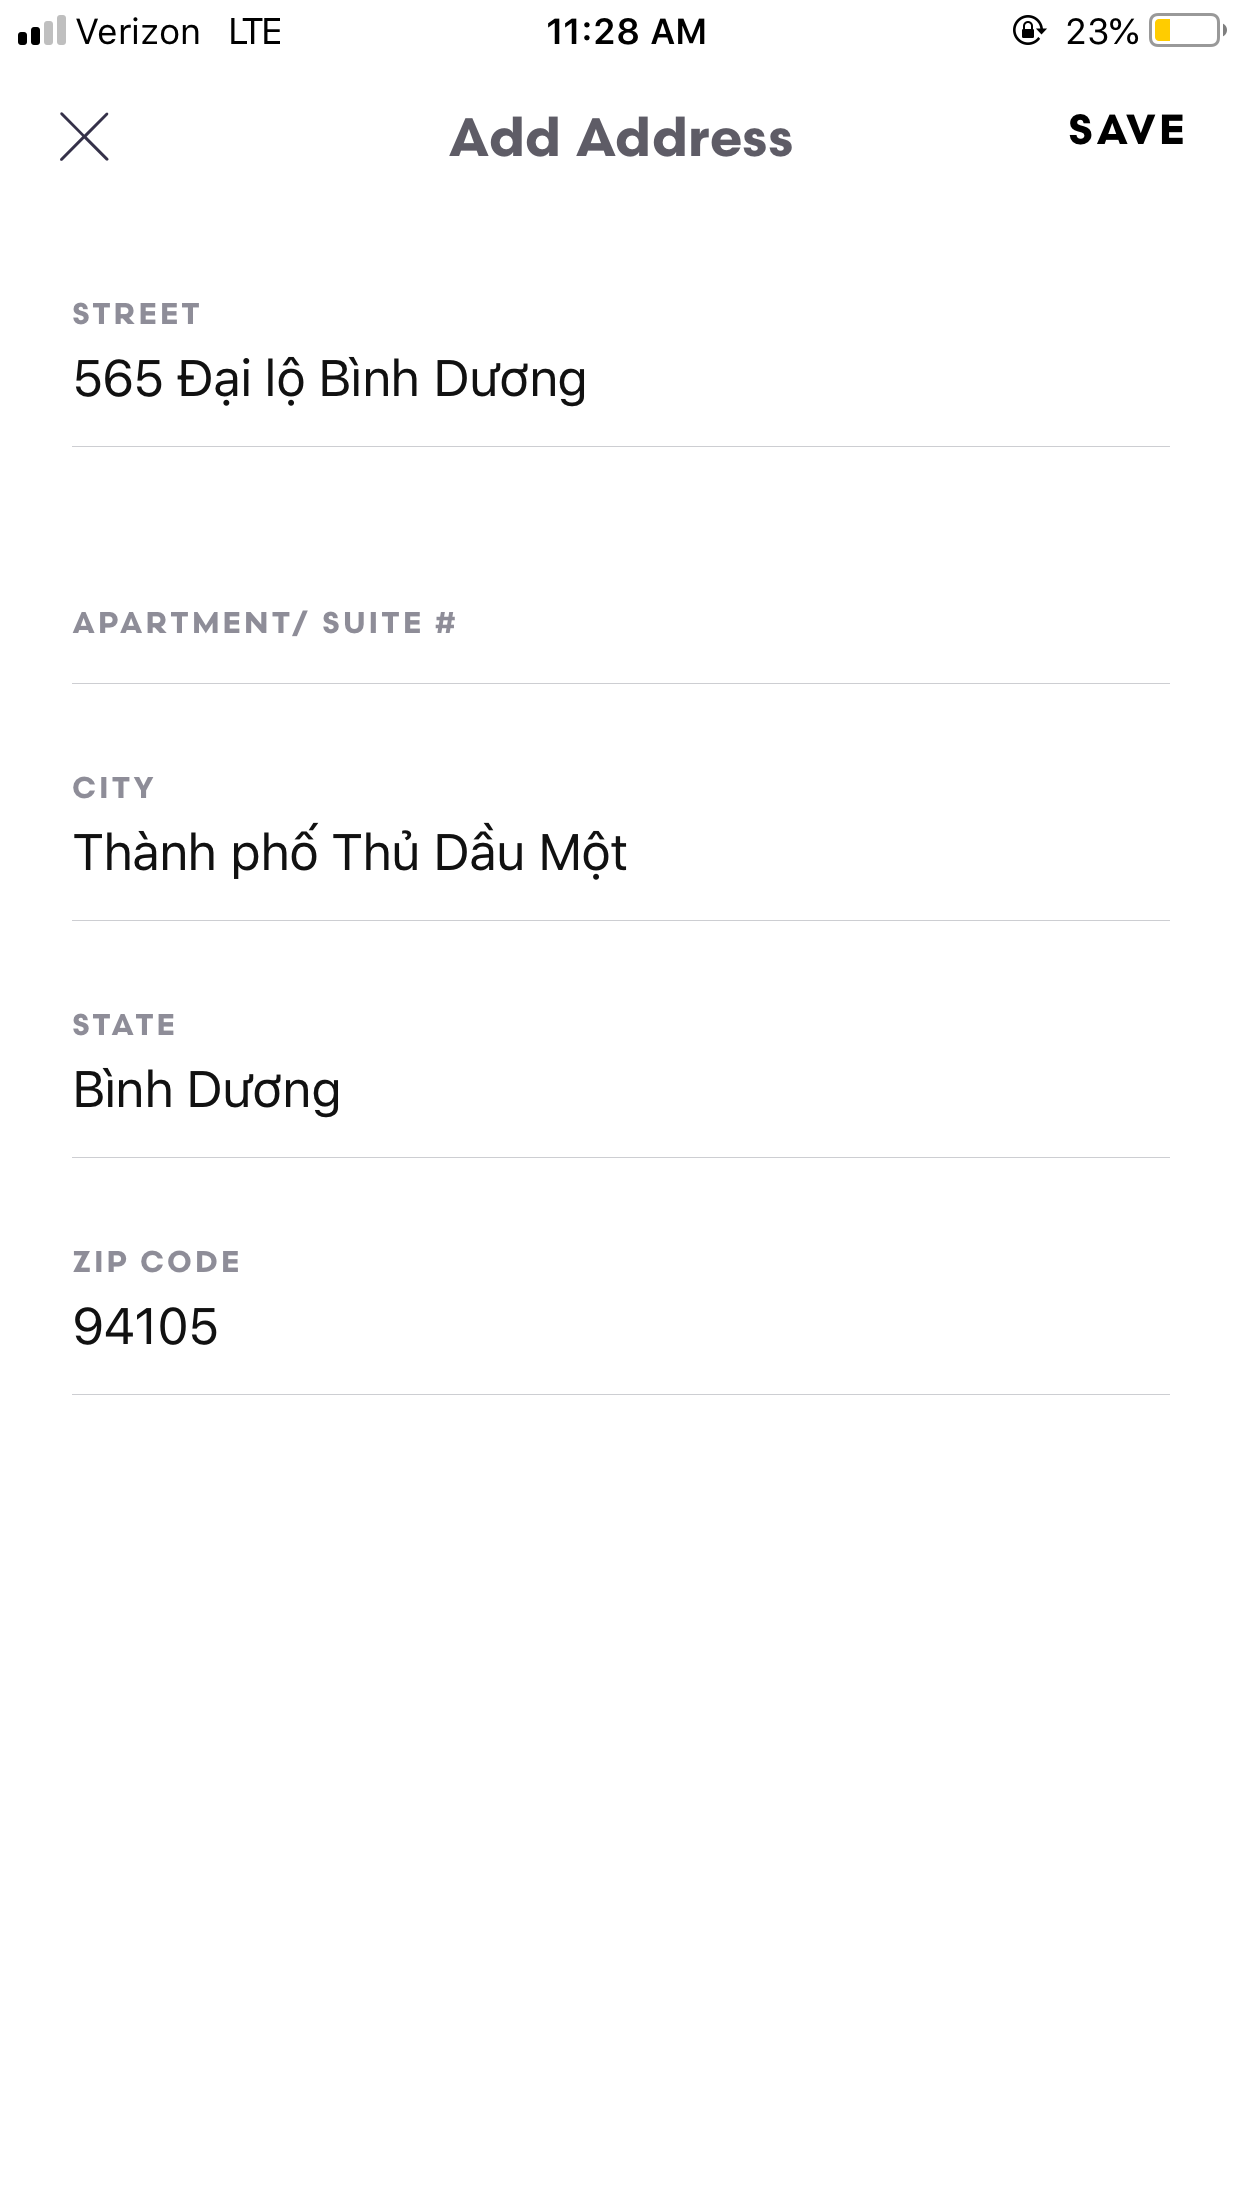 Verizon LTE 11:28 AM 23%
Add Address SAVE
STREET
565 Đại lộ Bình Dương
APARTMENT/ SUITE #
CITY
Thành phố Thủ Dầu Một
STATE
Bình Dương
ZIP CODE
94105